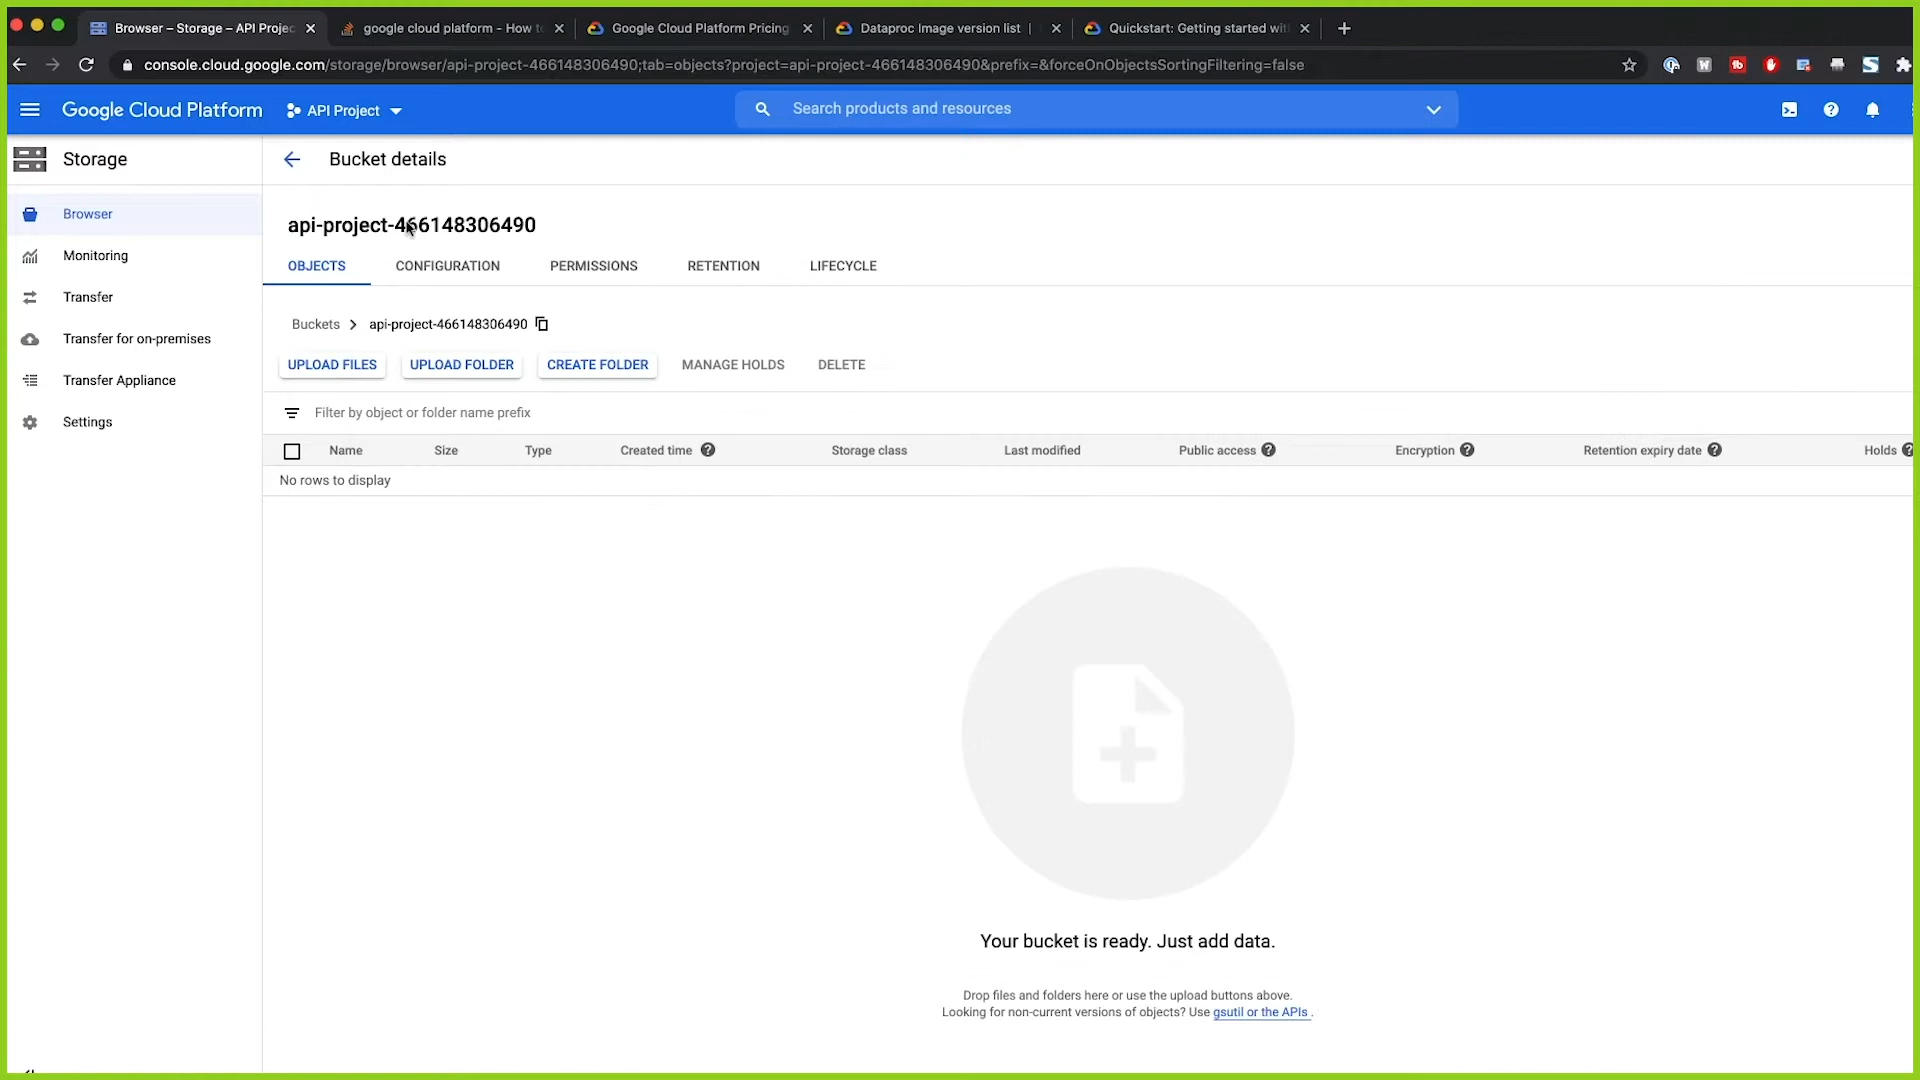 Browser – Storage – API Projec
google cloud platform - How to
Google Cloud Platform Pricing
Dataproc Image version list |
Quickstart: Getting started wit
console.cloud.google.com/storage/browser/api-project-466148306490;tab=objects?project=api-project-466148306490&prefix=&forceOnObjectsSortingFiltering=false
Google Cloud Platform
API Project
Search products and resources
Storage
Bucket details
Browser
Monitoring
Transfer
Transfer for on-premises
Transfer Appliance
Settings
api-project-466148306490
OBJECTS CONFIGURATION PERMISSIONS RETENTION LIFECYCLE
Buckets > api-project-466148306490
UPLOAD FILES UPLOAD FOLDER CREATE FOLDER MANAGE HOLDS DELETE
Filter by object or folder name prefix
Name Size Type Created time Storage class Last modified Public access Encryption Retention expiry date Holds
No rows to display
Your bucket is ready. Just add data.
Drop files and folders here or use the upload buttons above.
Looking for non-current versions of objects? Use gsutil or the APIs .